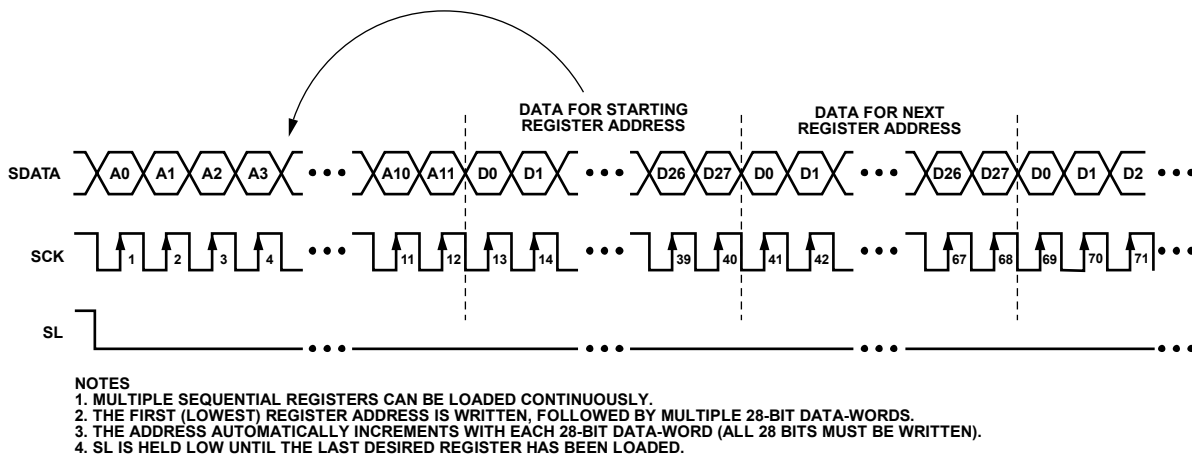 DATA FOR STARTING
REGISTER ADDRESS
DATA FOR NEXT
REGISTER ADDRESS
SDATA A0 A1 A2 A3 ••• A10 A11 D0 D1 ••• D26 D27 D0 D1 ••• D26 D27 D0 D1 D2 •••
SCK 1 2 3 4 ••• 11 12 13 14 ••• 39 40 41 42 ••• 67 68 69 70 71 •••
SL ••• ••• ••• •••
NOTES
1. MULTIPLE SEQUENTIAL REGISTERS CAN BE LOADED CONTINUOUSLY.
2. THE FIRST (LOWEST) REGISTER ADDRESS IS WRITTEN, FOLLOWED BY MULTIPLE 28-BIT DATA-WORDS.
3. THE ADDRESS AUTOMATICALLY INCREMENTS WITH EACH 28-BIT DATA-WORD (ALL 28 BITS MUST BE WRITTEN).
4. SL IS HELD LOW UNTIL THE LAST DESIRED REGISTER HAS BEEN LOADED.